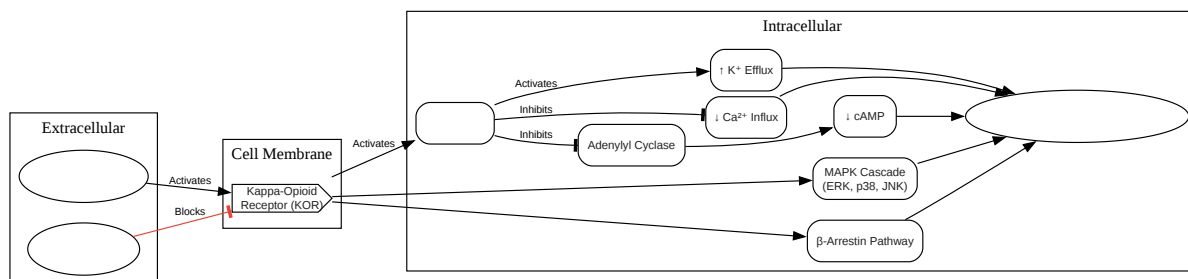 Intracellular
↑ K⁺ Efflux
Activates
Inhibits
↓ Ca²⁺ Influx
↓ cAMP
Inhibits
Adenylyl Cyclase
Extracellular
Activates
Cell Membrane
MAPK Cascade
(ERK, p38, JNK)
Activates
Kappa-Opioid
Receptor (KOR)
Blocks
β-Arrestin Pathway